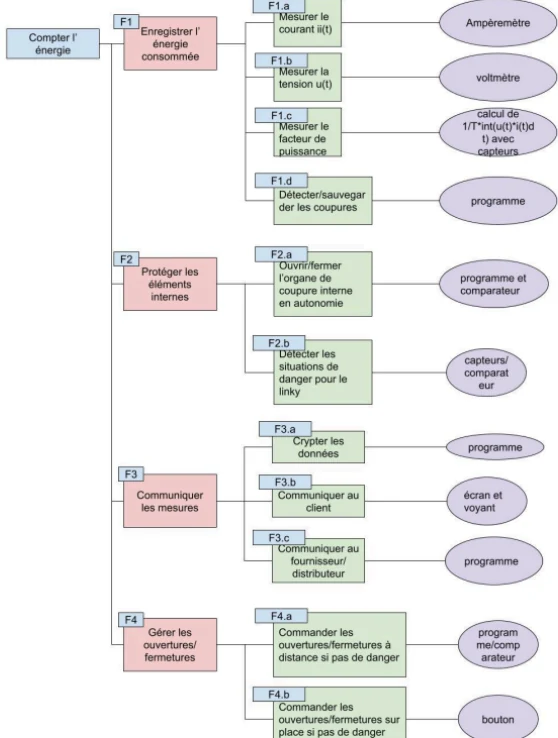 Compter l’
énergie
F1
Enregistrer l’
énergie
consommée
F1.a
Mesurer le
courant ii(t)
Ampèremètre
F1.b
Mesurer la
tension u(t)
voltmètre
F1.c
Mesurer le
facteur de
puissance
calcul de
1/T*int(u(t)*i(t)d
t) avec
capteurs
F1.d
Détecter/sauvegar
der les coupures
programme
F2
Protéger les
éléments
internes
F2.a
Ouvrir/fermer
l’organe de
coupure interne
en autonomie
programme et
comparateur
F2.b
Détecter les
situations de
danger pour le
linky
capteurs/
comparat
eur
F3
Communiquer
les mesures
F3.a
Crypter les
données
programme
F3.b
Communiquer au
client
écran et
voyant
F3.c
Communiquer au
fournisseur/
distributeur
programme
F4
Gérer les
ouvertures/
fermetures
F4.a
Commander les
ouvertures/fermetures à
distance si pas de danger
program
me/comp
arateur
F4.b
Commander les
ouvertures/fermetures sur
place si pas de danger
bouton